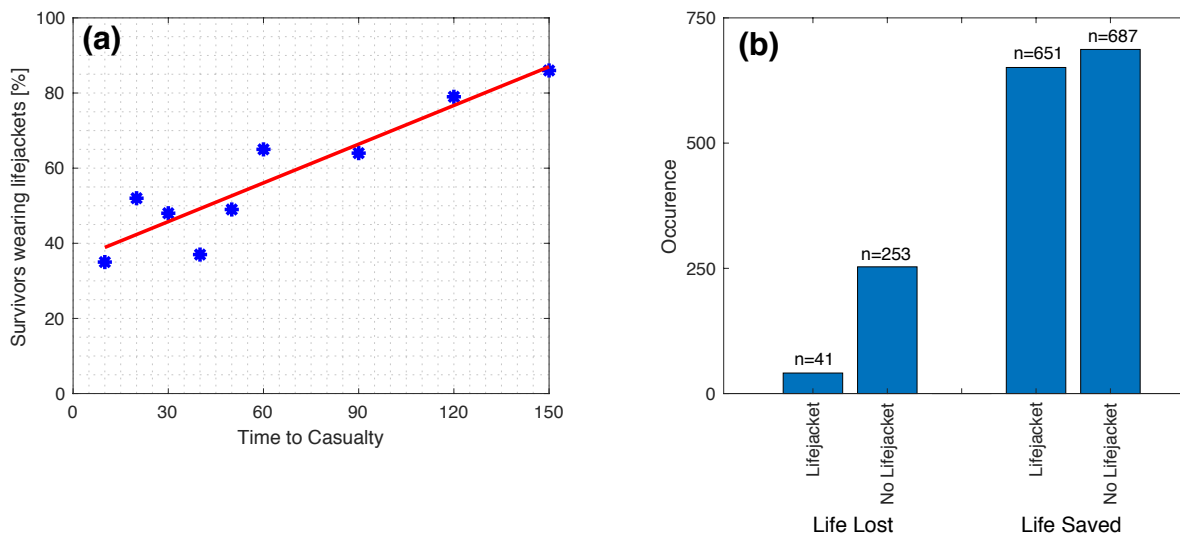 (a)
Survivors wearing lifejackets [%]
100
80
60
40
20
0
0 30 60 90 120 150
Time to Casualty
(b)
Occurence
750
500
250
0
n=41
n=253
n=651
n=687
Lifejacket
No Lifejacket
Lifejacket
No Lifejacket
Life Lost
Life Saved